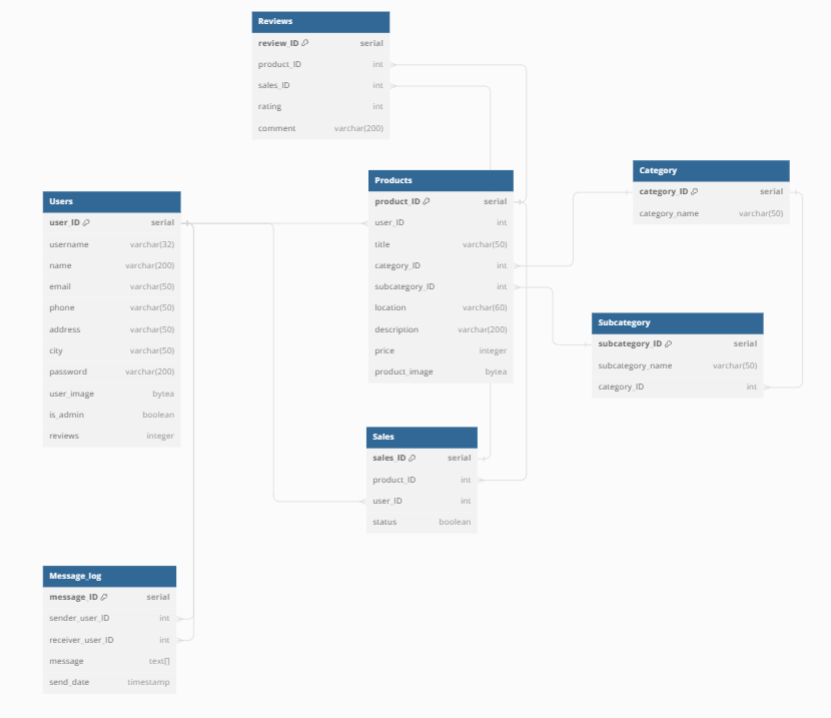 Reviews
review_ID serial
product_ID int
sales_ID int
rating int
comment varchar(200)
Products
product_ID serial
user_ID int
title varchar(50)
category_ID int
subcategory_ID int
location varchar(60)
description varchar(200)
price integer
product_image bytea
Category
category_ID serial
category_name varchar(50)
Users
user_ID serial
username varchar(32)
name varchar(200)
email varchar(50)
phone varchar(50)
address varchar(50)
city varchar(50)
password varchar(200)
user_image bytea
is_admin boolean
reviews integer
Subcategory
subcategory_ID serial
subcategory_name varchar(50)
category_ID int
Sales
sales_ID serial
product_ID int
user_ID int
status boolean
Message_log
message_ID serial
sender_user_ID int
receiver_user_ID int
message text[]
send_date timestamp